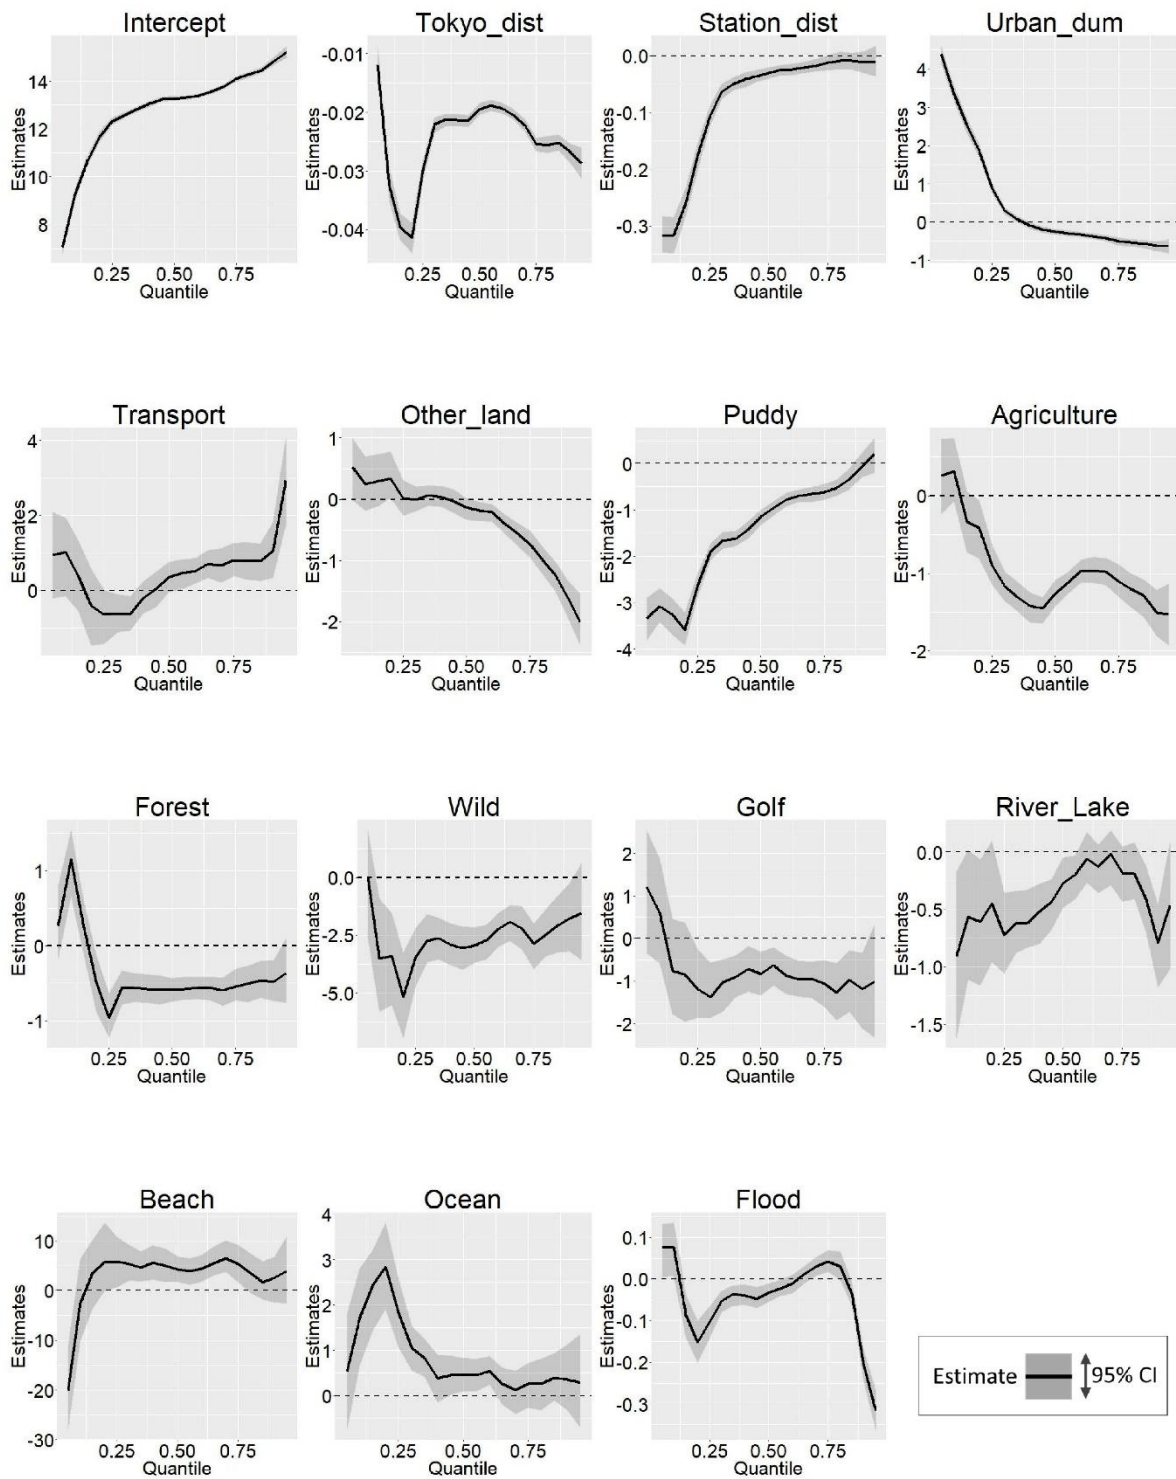 Intercept
Tokyo_dist
Station_dist
Urban_dum
Estimates
14
12
10
8
0.25 0.50 0.75
Quantile
Estimates
-0.01
-0.02
-0.03
-0.04
0.25 0.50 0.75
Quantile
Estimates
0.0
-0.1
-0.2
-0.3
0.25 0.50 0.75
Quantile
Estimates
4
3
2
1
0
-1
0.25 0.50 0.75
Quantile
Transport
Other_land
Puddy
Agriculture
Estimates
4
2
0
0.25 0.50 0.75
Quantile
Estimates
1
0
-1
-2
0.25 0.50 0.75
Quantile
Estimates
0
-1
-2
-3
-4
0.25 0.50 0.75
Quantile
Estimates
0
-1
-2
0.25 0.50 0.75
Quantile
Forest
Wild
Golf
River_Lake
Estimates
1
0
-1
0.25 0.50 0.75
Quantile
Estimates
0.0
-2.5
-5.0
0.25 0.50 0.75
Quantile
Estimates
2
1
0
-1
-2
0.25 0.50 0.75
Quantile
Estimates
0.0
-0.5
-1.0
-1.5
0.25 0.50 0.75
Quantile
Beach
Ocean
Flood
Estimates
10
0
-10
-20
-30
0.25 0.50 0.75
Quantile
Estimates
4
3
2
1
0
0.25 0.50 0.75
Quantile
Estimates
0.1
0.0
-0.1
-0.2
-0.3
0.25 0.50 0.75
Quantile
Estimate 95% CI